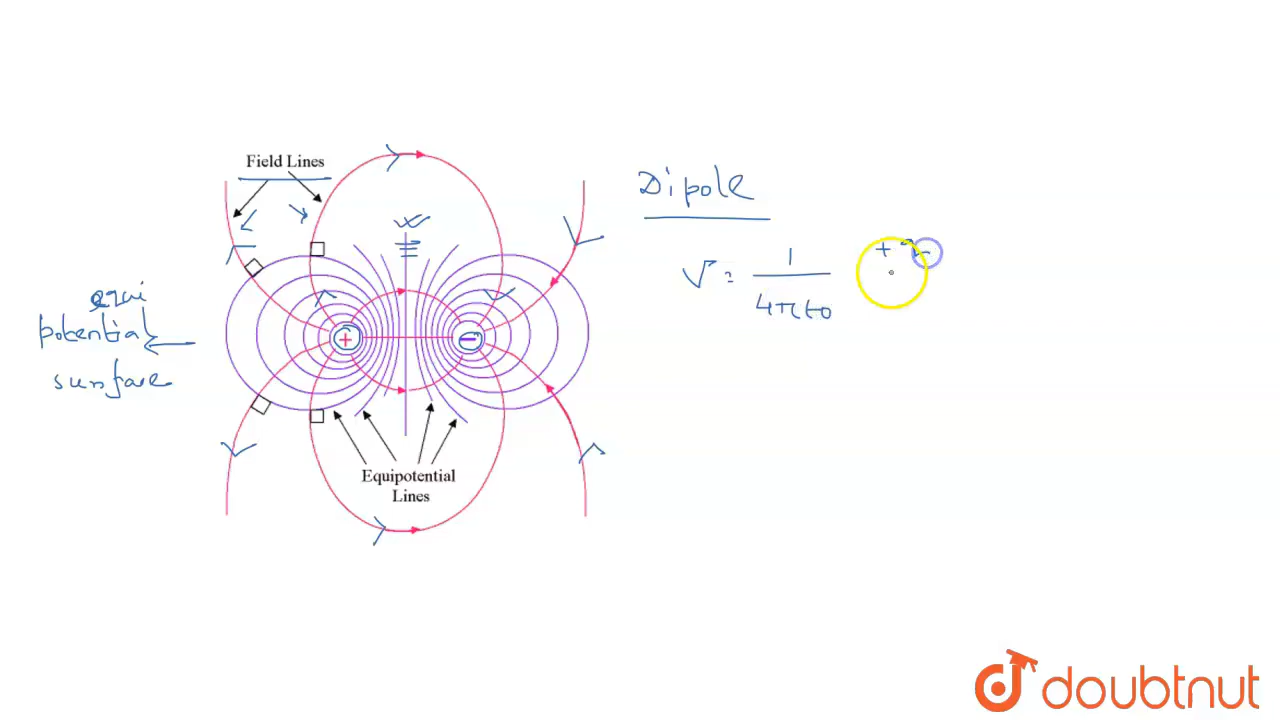 Field Lines
Dipole
V = 1 / 4πε0
+ q
equi
potential
surface
+
−
Equipotential
Lines
doubtnut